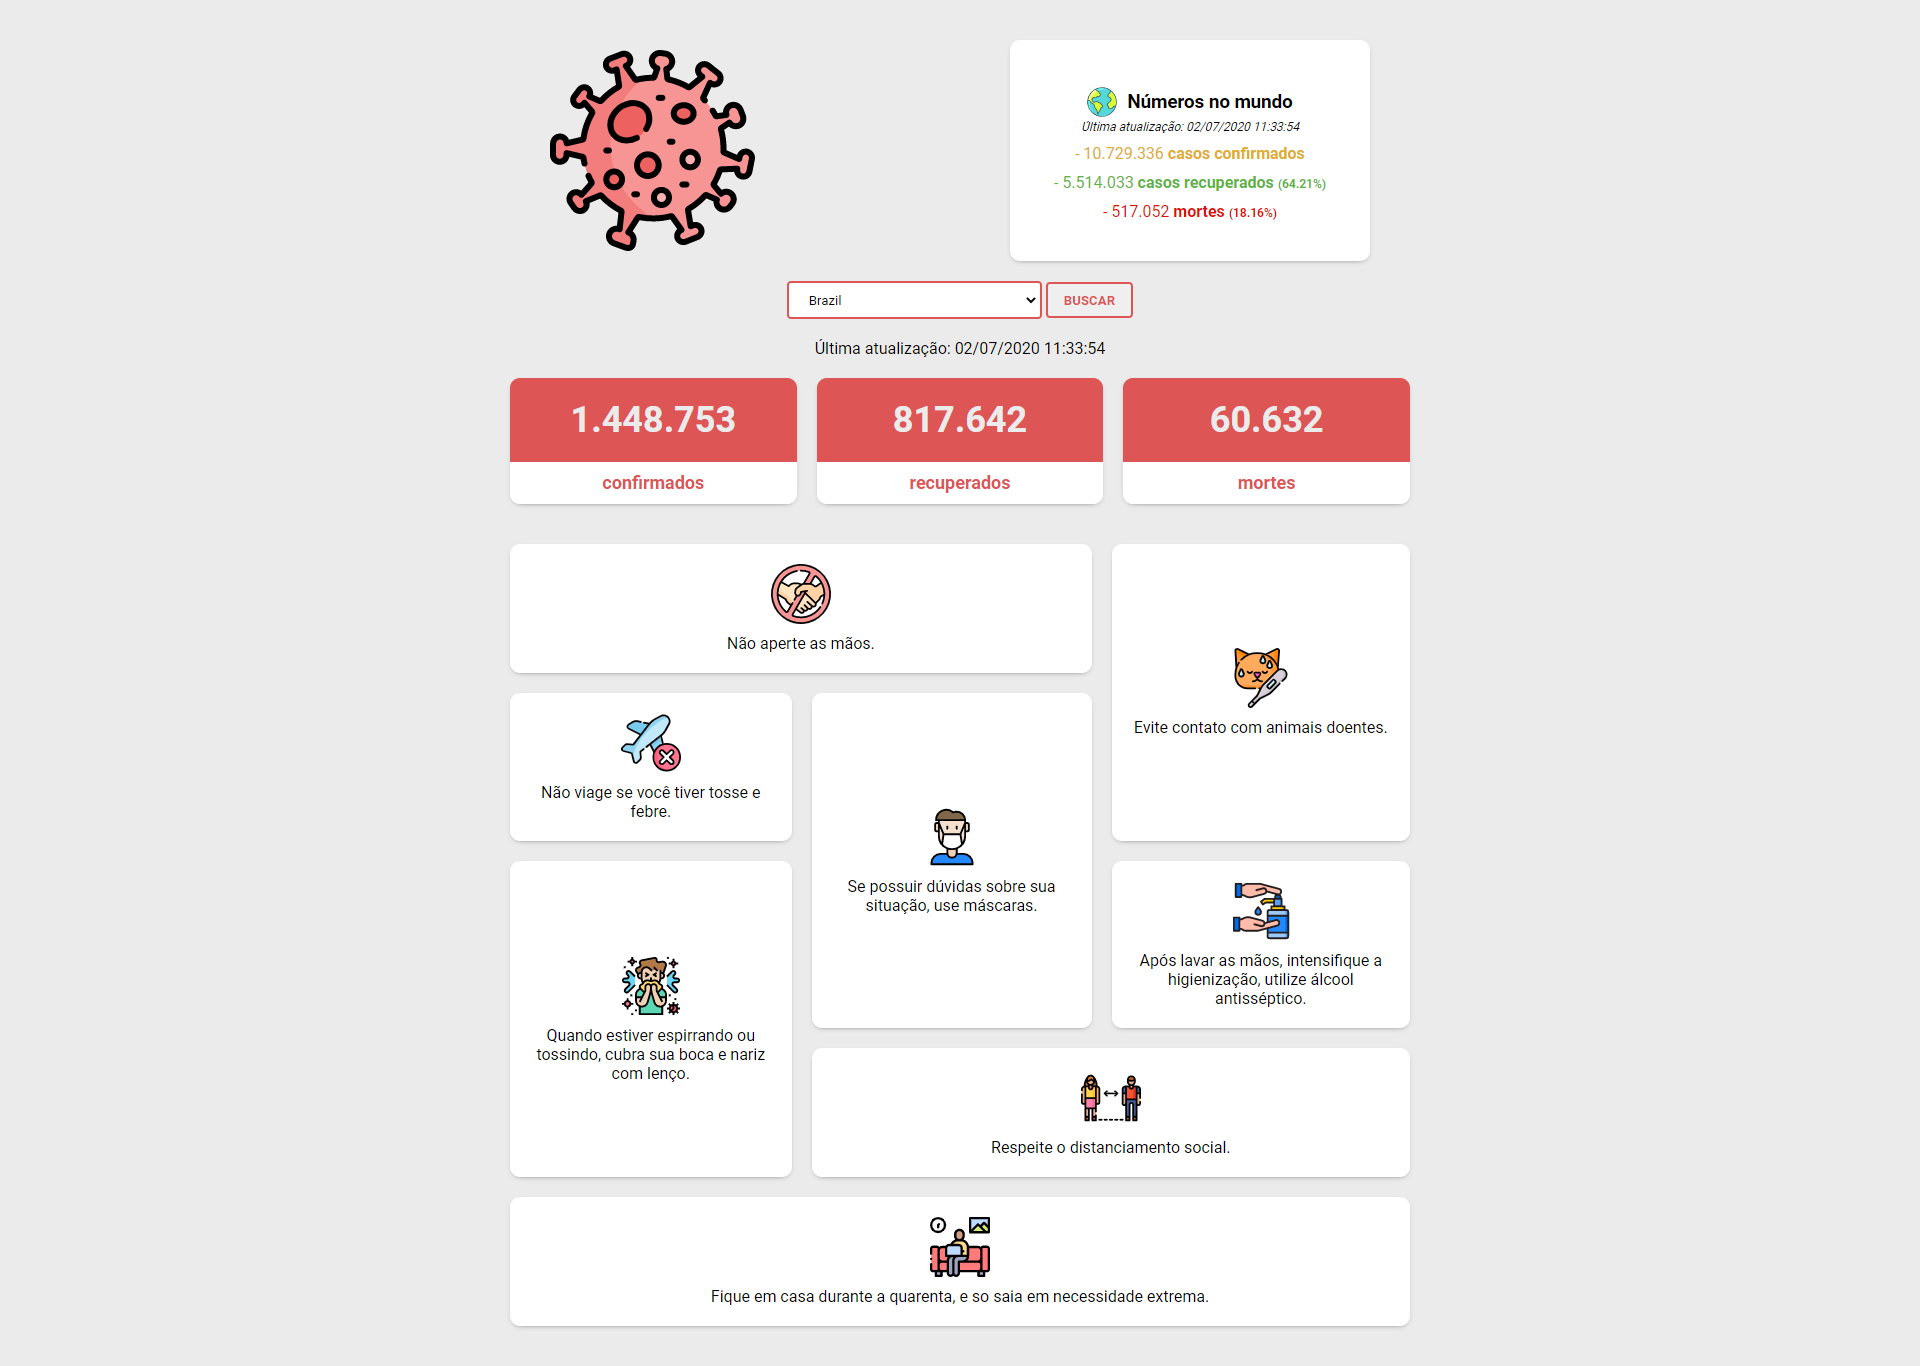 Números no mundo
Última atualização: 02/07/2020 11:33:54
- 10.729.336 casos confirmados
- 5.514.033 casos recuperados (64.21%)
- 517.052 mortes (18.16%)
Brazil
BUSCAR
Última atualização: 02/07/2020 11:33:54
1.448.753
confirmados
817.642
recuperados
60.632
mortes
Não aperte as mãos.
Evite contato com animais doentes.
Não viage se você tiver tosse e
febre.
Se possuir dúvidas sobre sua
situação, use máscaras.
Após lavar as mãos, intensifique a
higienização, utilize álcool
antisséptico.
Quando estiver espirrando ou
tossindo, cubra sua boca e nariz
com lenço.
Respeite o distanciamento social.
Fique em casa durante a quarenta, e so saia em necessidade extrema.